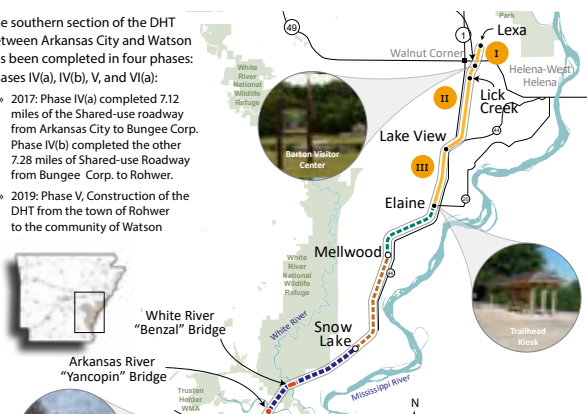 he southern section of the DHT
etween Arkansas City and Watson
s been completed in four phases:
ases IV(a), IV(b), V, and VI(a):
» 2017: Phase IV(a) completed 7.12
miles of the Shared-use roadway
from Arkansas City to Bungee Corp.
Phase IV(b) completed the other
7.28 miles of Shared-use Roadway
from Bungee Corp. to Rohwer.
» 2019: Phase V, Construction of the
DHT from the town of Rohwer
to the community of Watson
49
1
Park
Lexa
Walnut Corner
I
Helena-West
Helena
White
River
National
Wildlife
Refuge
II
Lick
Creek
Barton Visitor
Center
Lake View
44
III
Elaine
20
Mellwood
White
River
National
Wildlife
Refuge
Trailhead
Kiosk
White River
"Benzal" Bridge
White River
Snow
Lake
Arkansas River
"Yancopin" Bridge
Mississippi River
Trusten
Holder
WMA
N